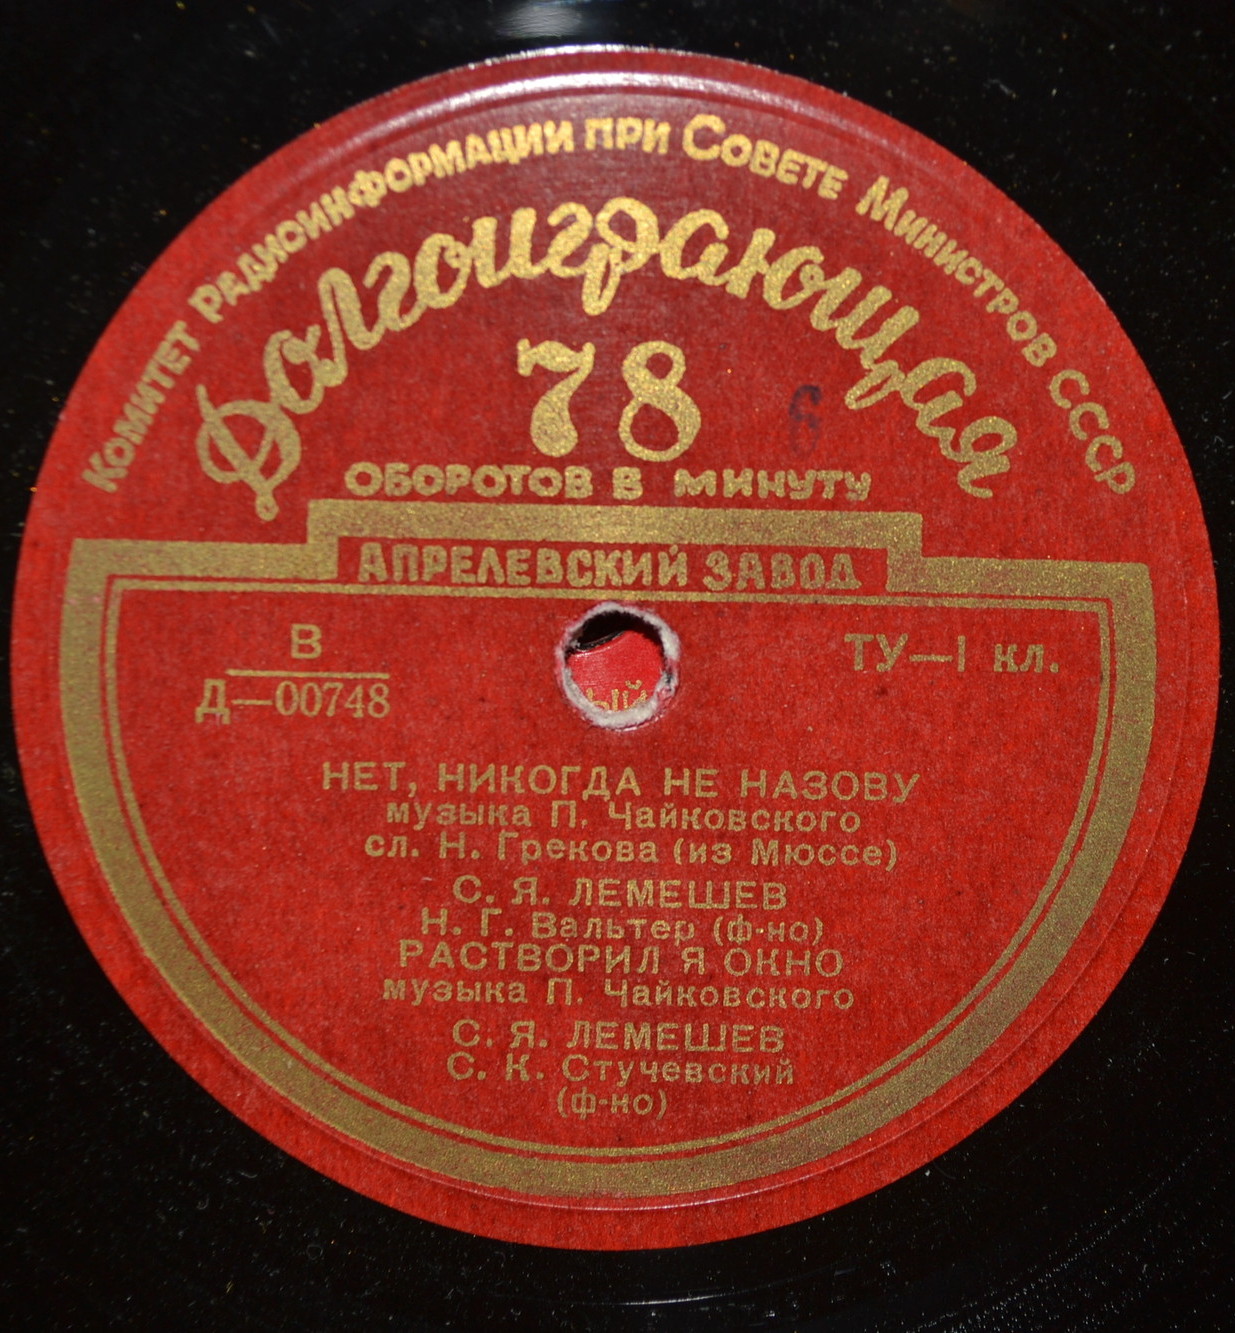 Комитет Радиоинформации при Совете Министров СССР
Долгоиграющая
78
6
ОБОРОТОВ В МИНУТУ
АПРЕЛЕВСКИЙ ЗАВОД
В
Д—00748
ТУ—I кл.
ый
НЕТ, НИКОГДА НЕ НАЗОВУ
музыка П. Чайковского
сл. Н. Грекова (из Мюссе)
С. Я. ЛЕМЕШЕВ
Н. Г. Вальтер (ф-но)
РАСТВОРИЛ Я ОКНО
музыка П. Чайковского
С. Я. ЛЕМЕШЕВ
С. К. Стучевский
(ф-но)